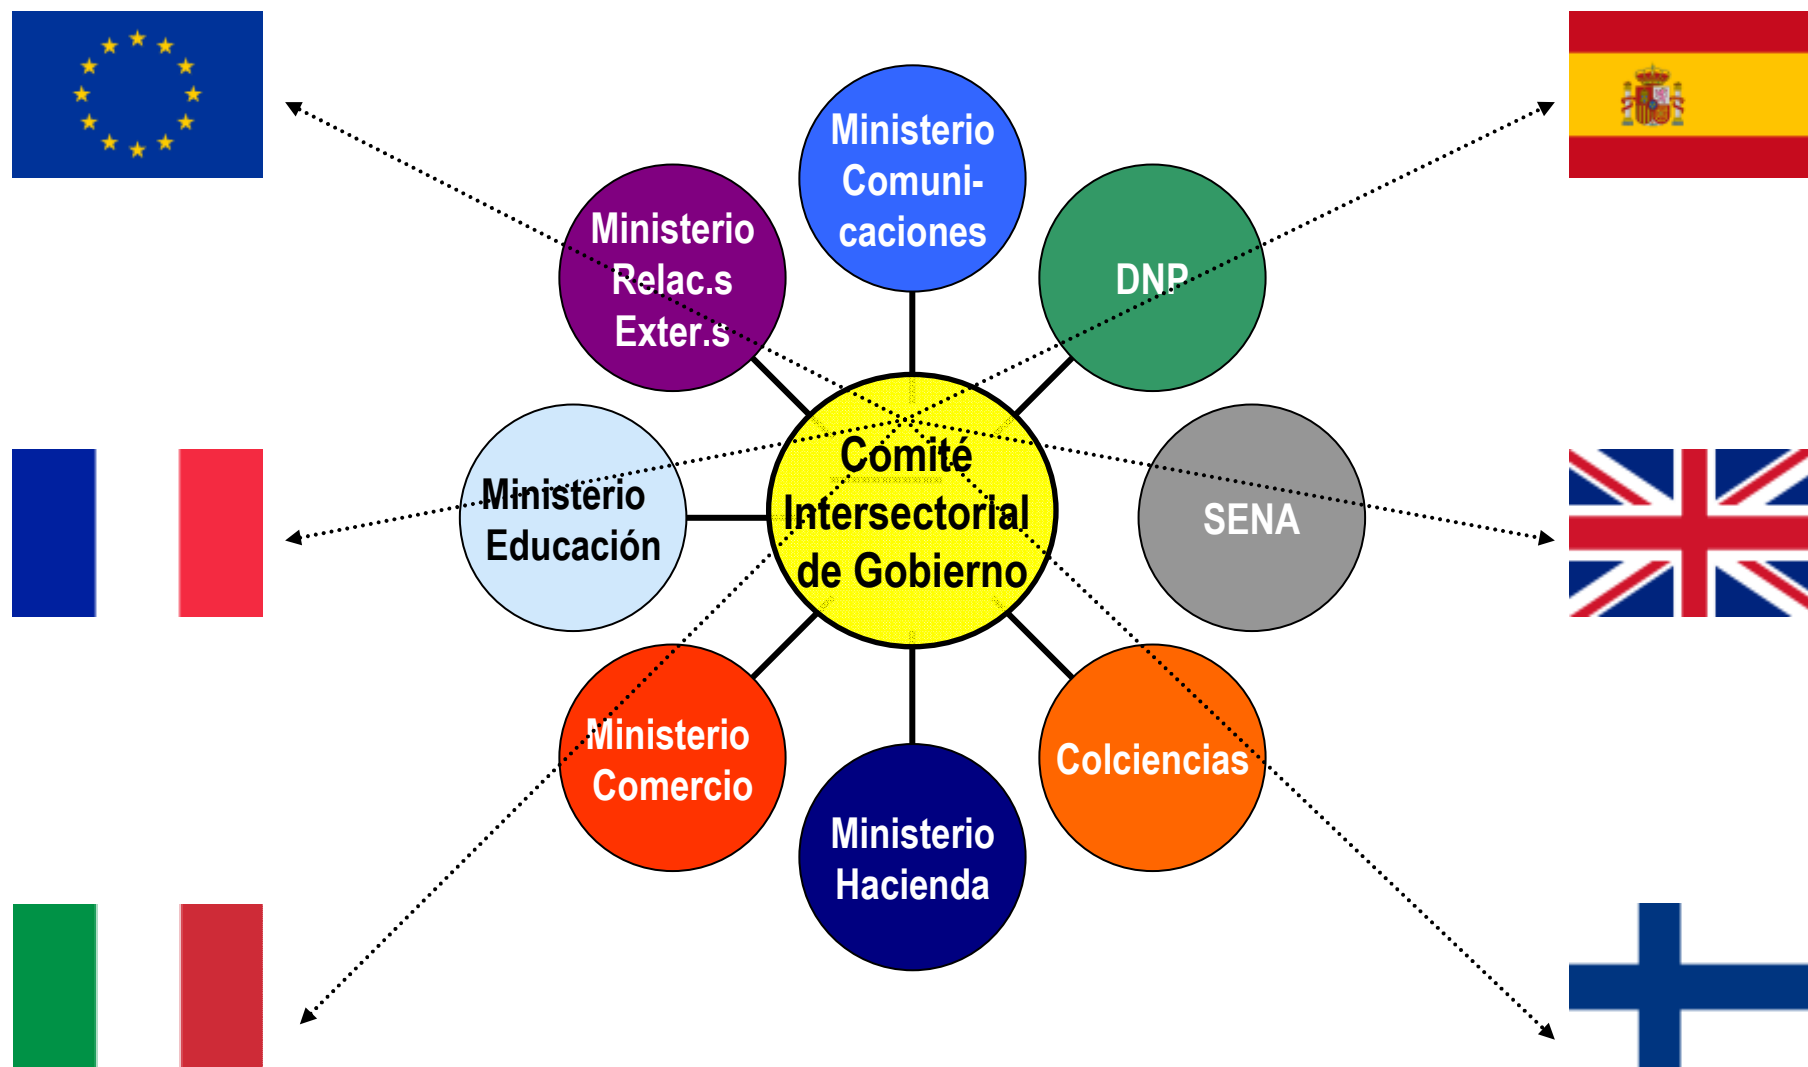 Ministerio
Comuni-
caciones
Ministerio
Relac.s
Exter.s
DNP
Ministerio
Educación
Comité
Intersectorial
de Gobierno
SENA
Ministerio
Comercio
Colciencias
Ministerio
Hacienda